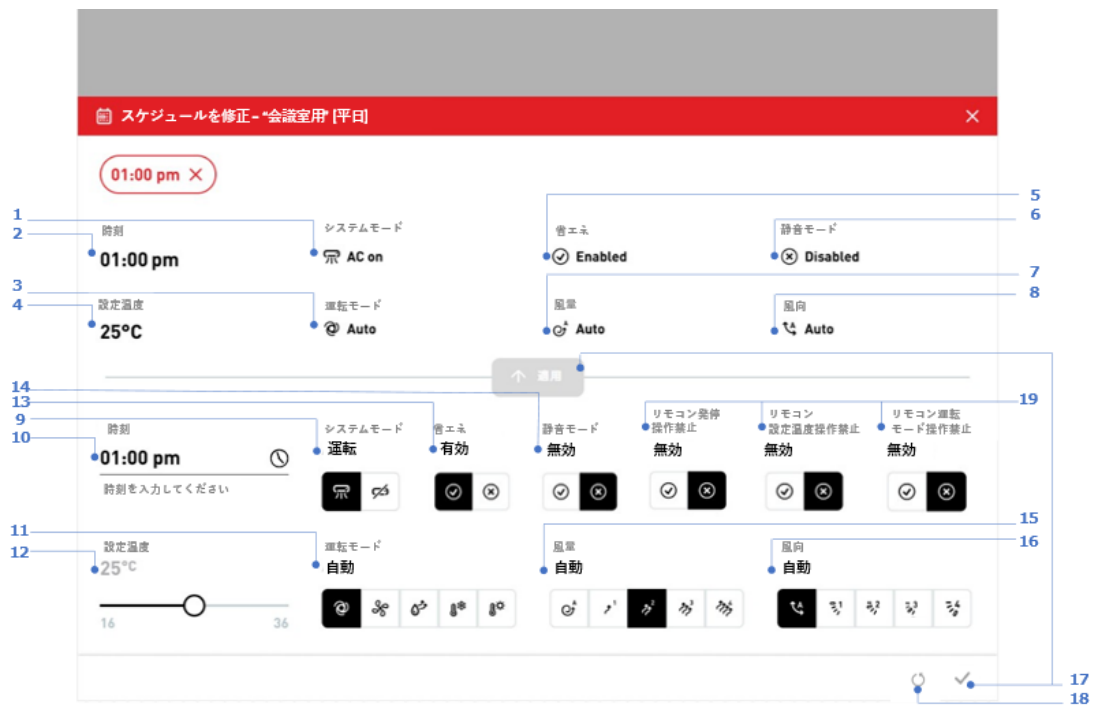 スケジュールを修正 - "会議室用" [平日]
01:00 pm
1
2
3
4
5
6
7
8
時刻
システムモード
省エネ
静音モード
01:00 pm
AC on
Enabled
Disabled
設定温度
運転モード
風量
風向
25°C
Auto
Auto
Auto
適用
14
13
9
10
19
時刻
システムモード
省エネ
静音モード
リモコン発停
操作禁止
リモコン
設定温度操作禁止
リモコン運転
モード操作禁止
01:00 pm
運転
有効
無効
無効
無効
無効
時刻を入力してください
11
12
15
16
設定温度
運転モード
風量
風向
25°C
自動
自動
自動
A
1
2
3
4
A
1
2
3
4
16
36
17
18